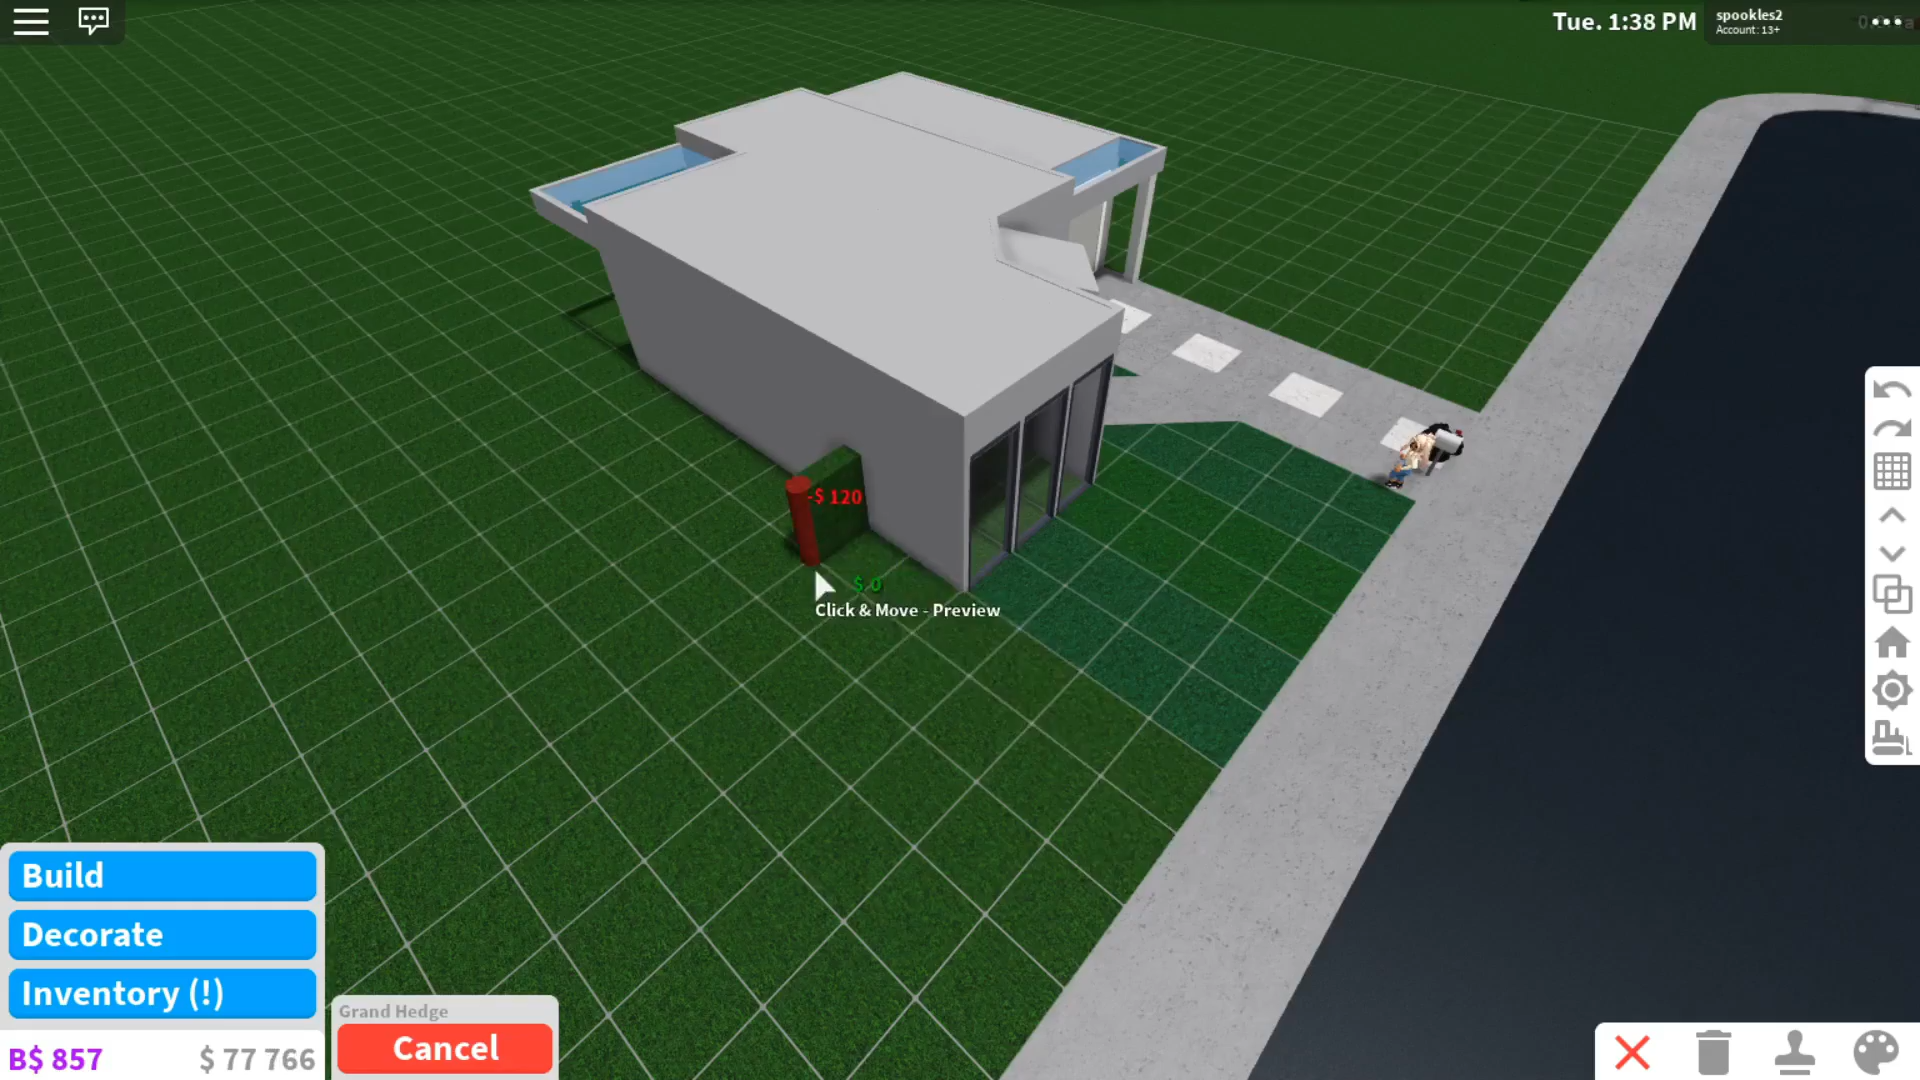 Tue. 1:38 PM
spookles2
Account: 13+
-$ 120
$ 0
Click & Move - Preview
Build
Decorate
Inventory (!)
Grand Hedge
Cancel
B$ 857
$ 77 766